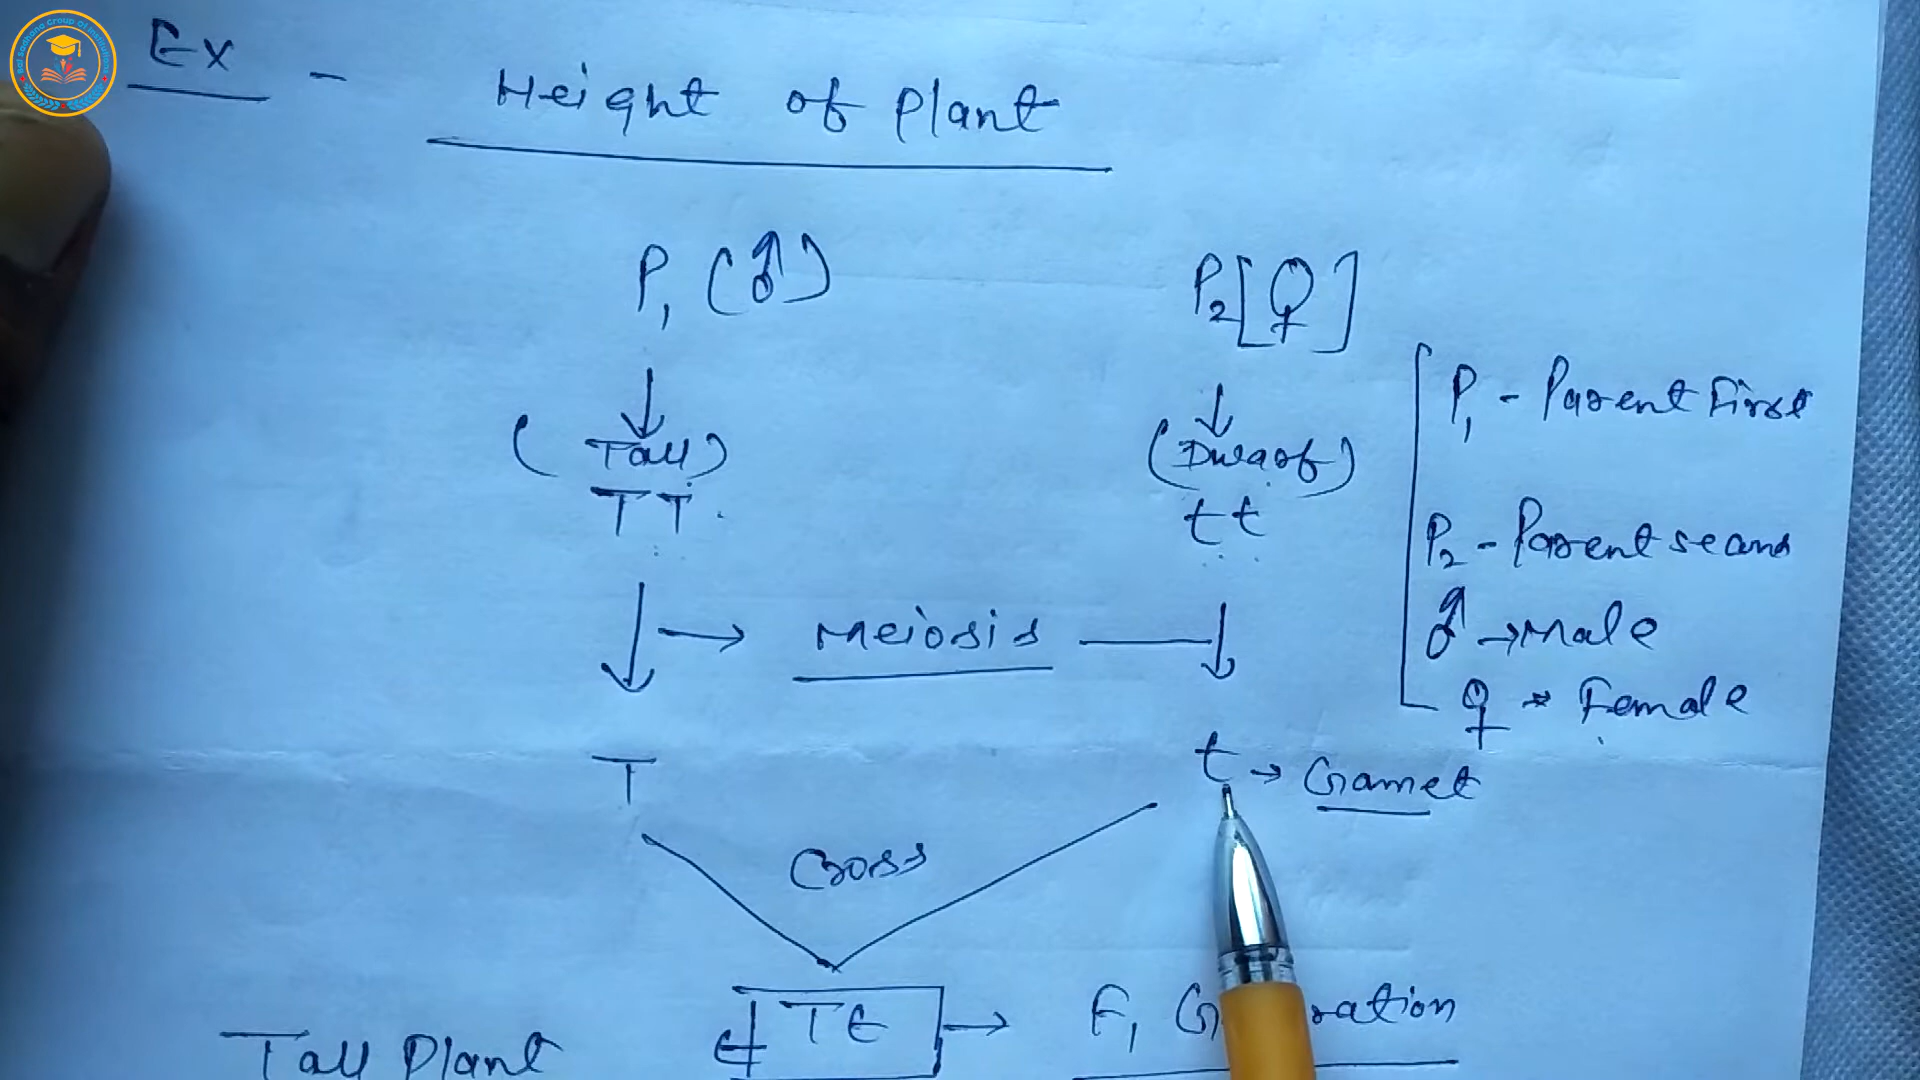 Ex - Height of Plant
P1 (♂) P2 [♀]
(Tall) (Dwarf)
TT tt
P1 - Parent First
P2 - Parent secand
→ Meiosis
♂ → Male
♀ → Female
T t → Gamet
Cross
Tall Plant Tt → F1